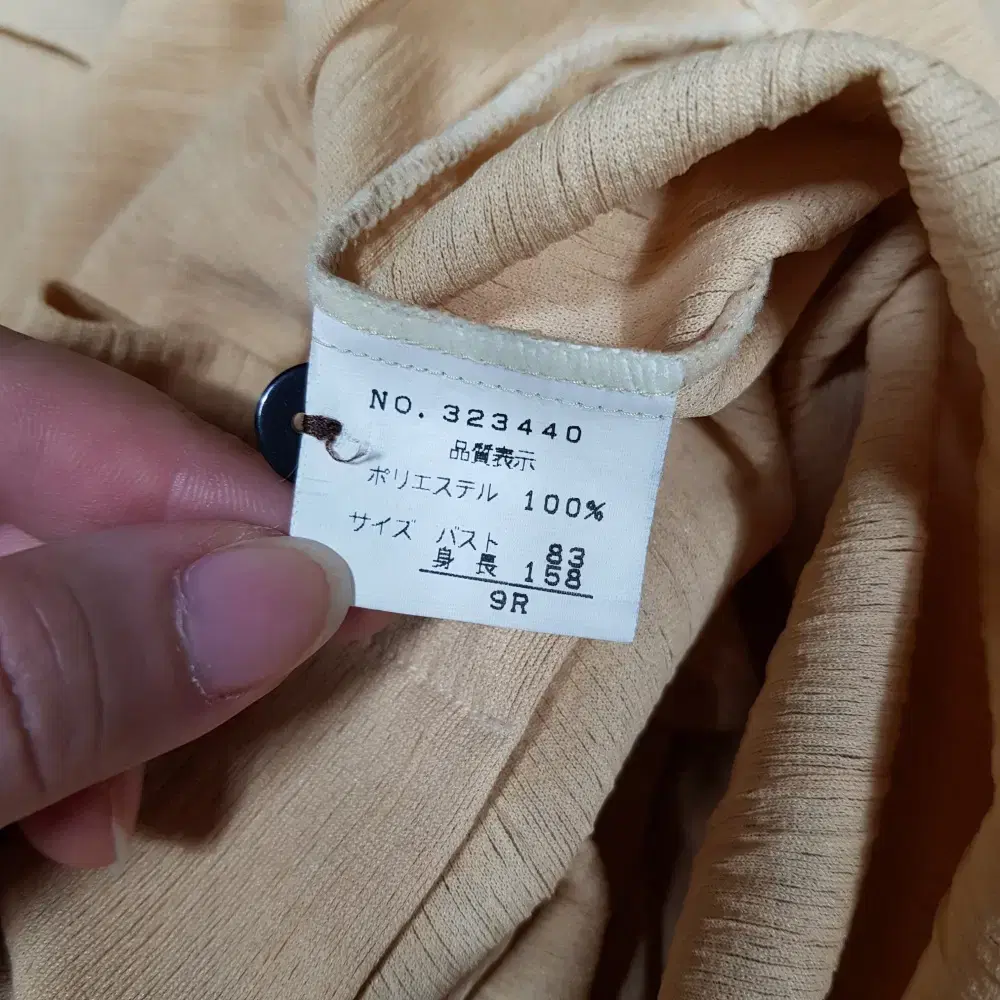 NO. 323440
品質表示
ポリエステル 100%
サイズ バスト 83
身長 158
9R